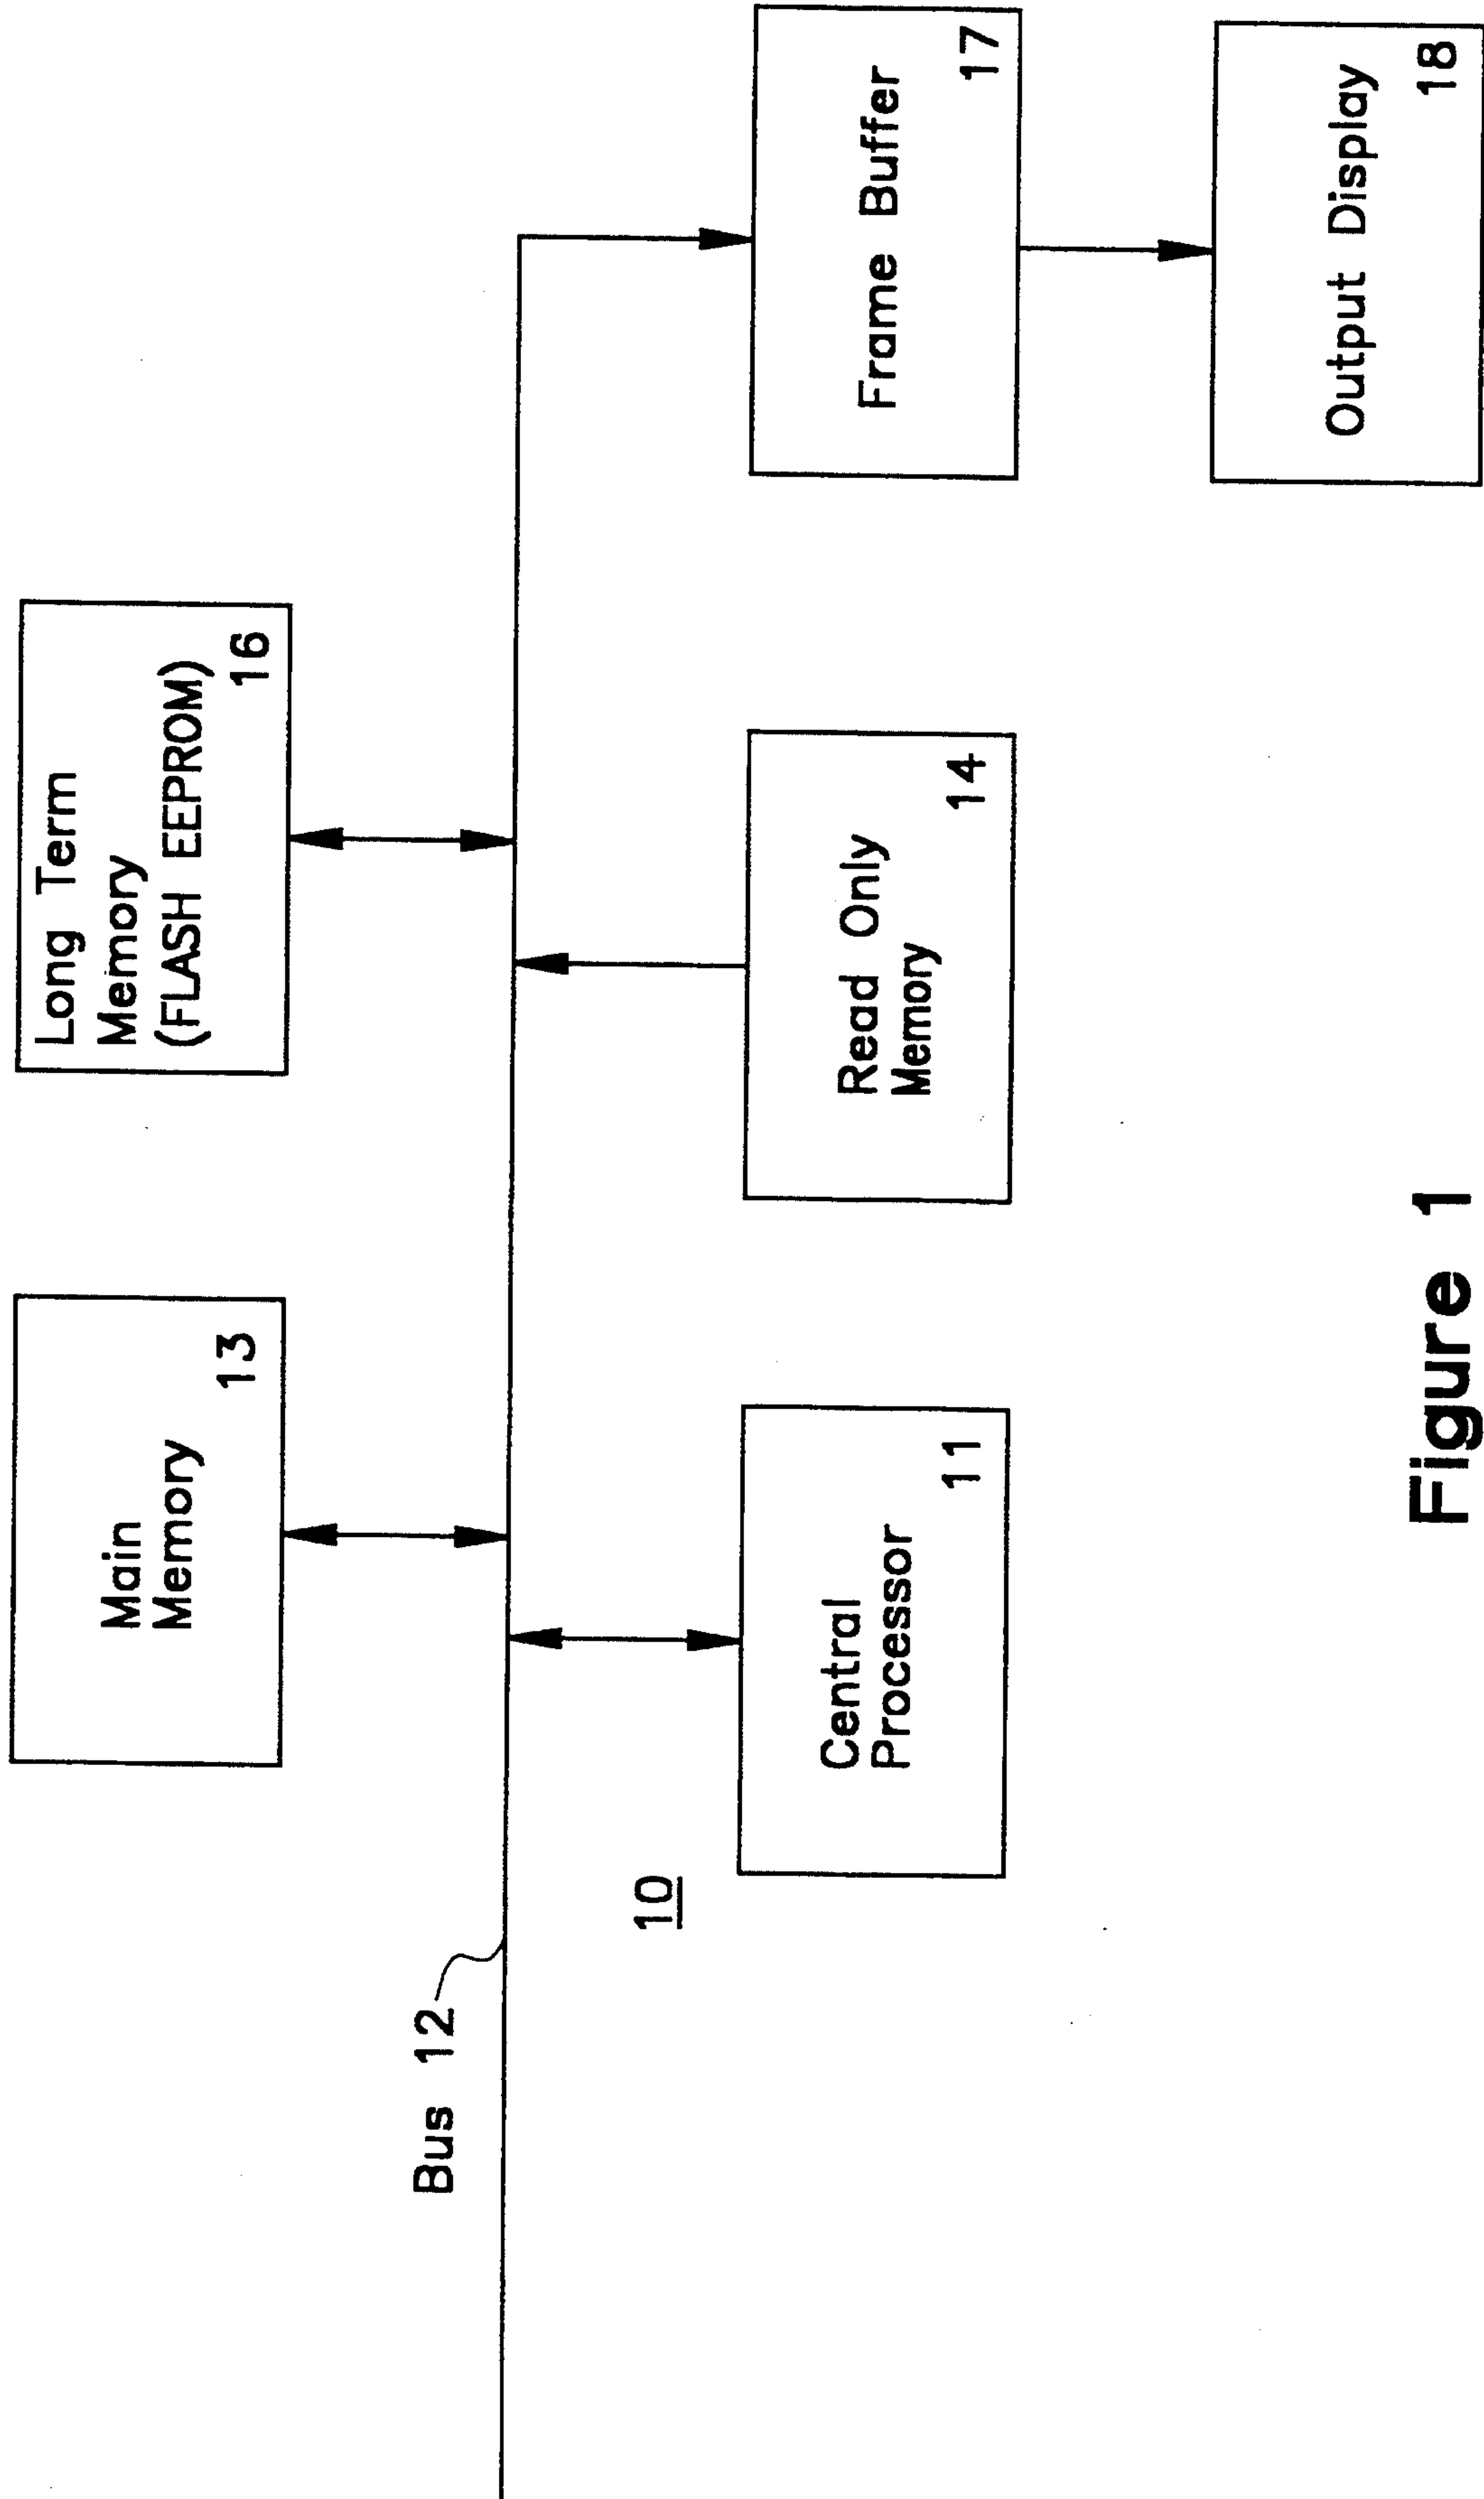 Main
Memory
13
Long Term
Memory
(FLASH EEPROM)
16
Bus 12
10
Central
Processor
11
Read Only
Memory
14
Frame Buffer
17
Output Display
18
Figure 1